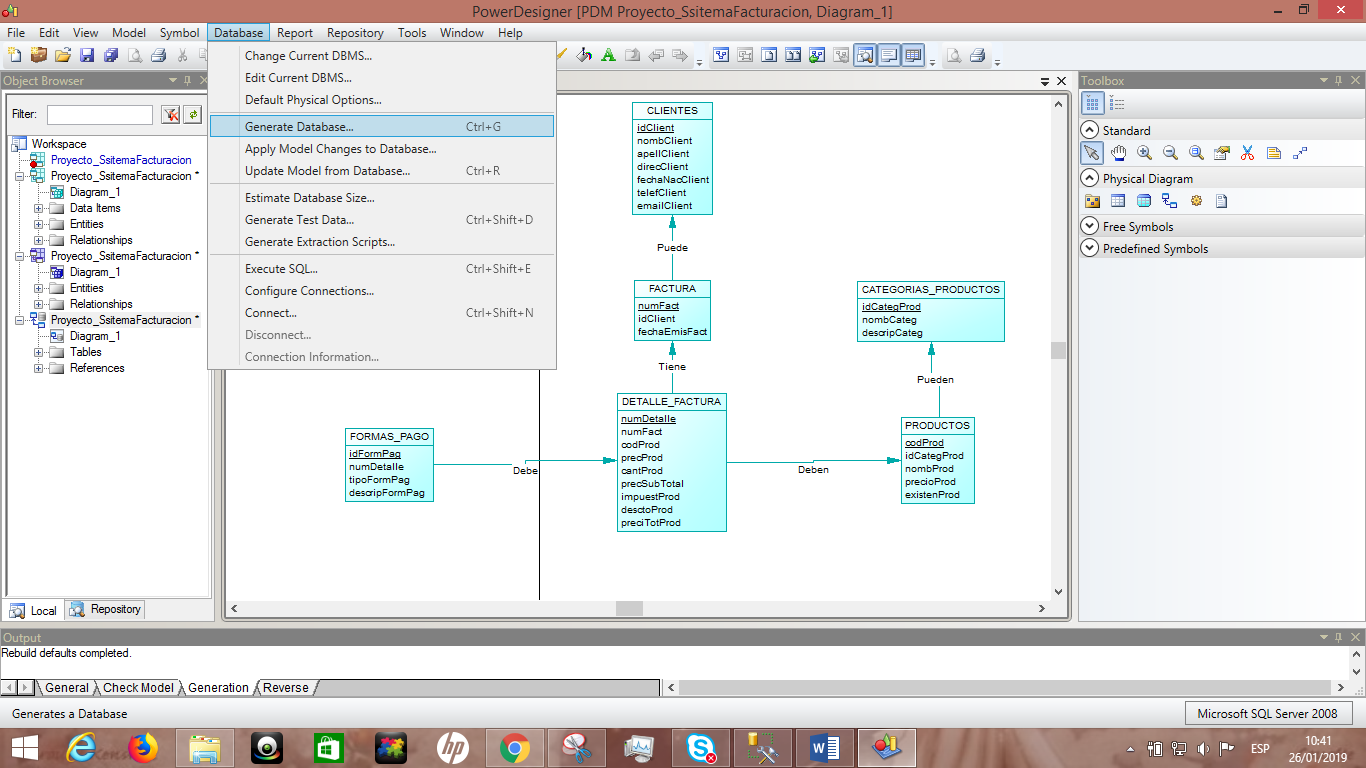 PowerDesigner [PDM Proyecto_SsitemaFacturacion, Diagram_1]
File Edit View Model Symbol Database Report Repository Tools Window Help
Object Browser
Filter:
Workspace
Proyecto_SsitemaFacturacion
Proyecto_SsitemaFacturacion *
Diagram_1
Data Items
Entities
Relationships
Proyecto_SsitemaFacturacion *
Diagram_1
Entities
Relationships
Proyecto_SsitemaFacturacion *
Diagram_1
Tables
References
Local Repository
Change Current DBMS...
Edit Current DBMS...
Default Physical Options...
Generate Database... Ctrl+G
Apply Model Changes to Database...
Update Model from Database... Ctrl+R
Estimate Database Size...
Generate Test Data... Ctrl+Shift+D
Generate Extraction Scripts...
Execute SQL... Ctrl+Shift+E
Configure Connections...
Connect... Ctrl+Shift+N
Disconnect...
Connection Information...
CLIENTES
idClient
nombClient
apellClient
direcClient
fechaNacClient
telefClient
emailClient
Puede
FACTURA
numFact
idClient
fechaEmisFact
Tiene
DETALLE_FACTURA
numDetalle
numFact
codProd
precProd
cantProd
precSubTotal
impuestProd
desctoProd
preciTotProd
FORMAS_PAGO
idFormPag
numDetalle
tipoFormPag
descripFormPag
Debe
Deben
CATEGORIAS_PRODUCTOS
idCategProd
nombCateg
descripCateg
Pueden
PRODUCTOS
codProd
idCategProd
nombProd
precioProd
existenProd
Toolbox
Standard
Physical Diagram
Free Symbols
Predefined Symbols
Output
Rebuild defaults completed.
General Check Model Generation Reverse
Generates a Database
Microsoft SQL Server 2008
ESP
10:41
26/01/2019